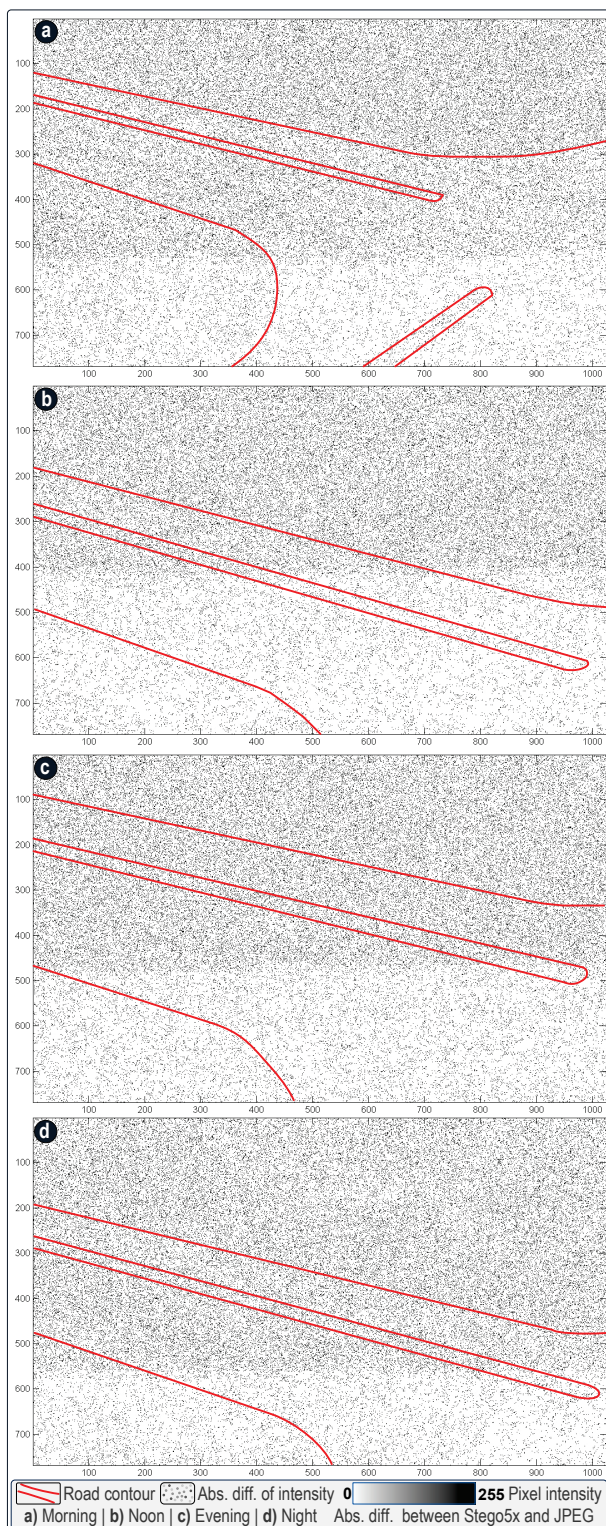 a
100
200
300
400
500
600
700
100 200 300 400 500 600 700 800 900 1000
b
100
200
300
400
500
600
700
100 200 300 400 500 600 700 800 900 1000
c
100
200
300
400
500
600
700
100 200 300 400 500 600 700 800 900 1000
d
100
200
300
400
500
600
700
100 200 300 400 500 600 700 800 900 1000
Road contour Abs. diff. of intensity 0 255 Pixel intensity
a) Morning | b) Noon | c) Evening | d) Night Abs. diff. between Stego5x and JPEG